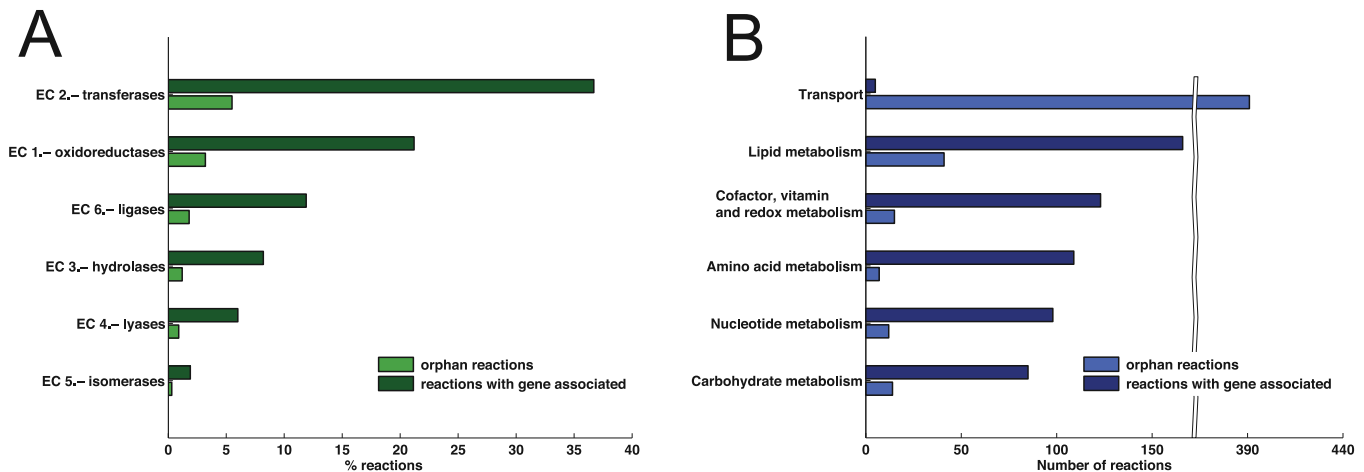 A
EC 2.– transferases
EC 1.– oxidoreductases
EC 6.– ligases
EC 3.– hydrolases
EC 4.– lyases
EC 5.– isomerases
orphan reactions
reactions with gene associated
0 5 10 15 20 25 30 35 40
% reactions
B
Transport
Lipid metabolism
Cofactor, vitamin
and redox metabolism
Amino acid metabolism
Nucleotide metabolism
Carbohydrate metabolism
orphan reactions
reactions with gene associated
0 50 100 150 390 440
Number of reactions